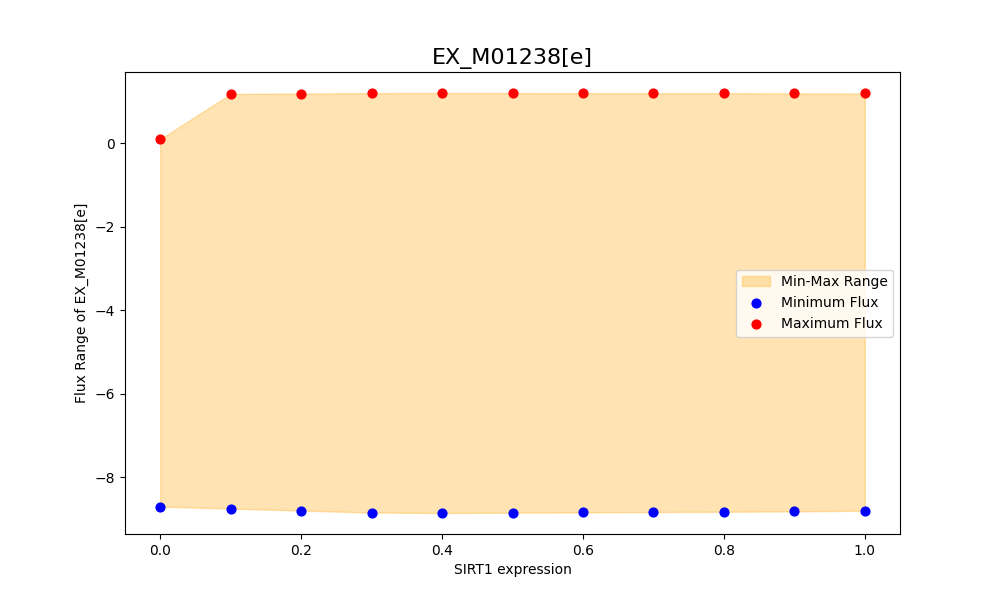 EX_M01238[e]
Flux Range of EX_M01238[e]
0
−2
−4
−6
−8
Min-Max Range
Minimum Flux
Maximum Flux
0.0 0.2 0.4 0.6 0.8 1.0
SIRT1 expression